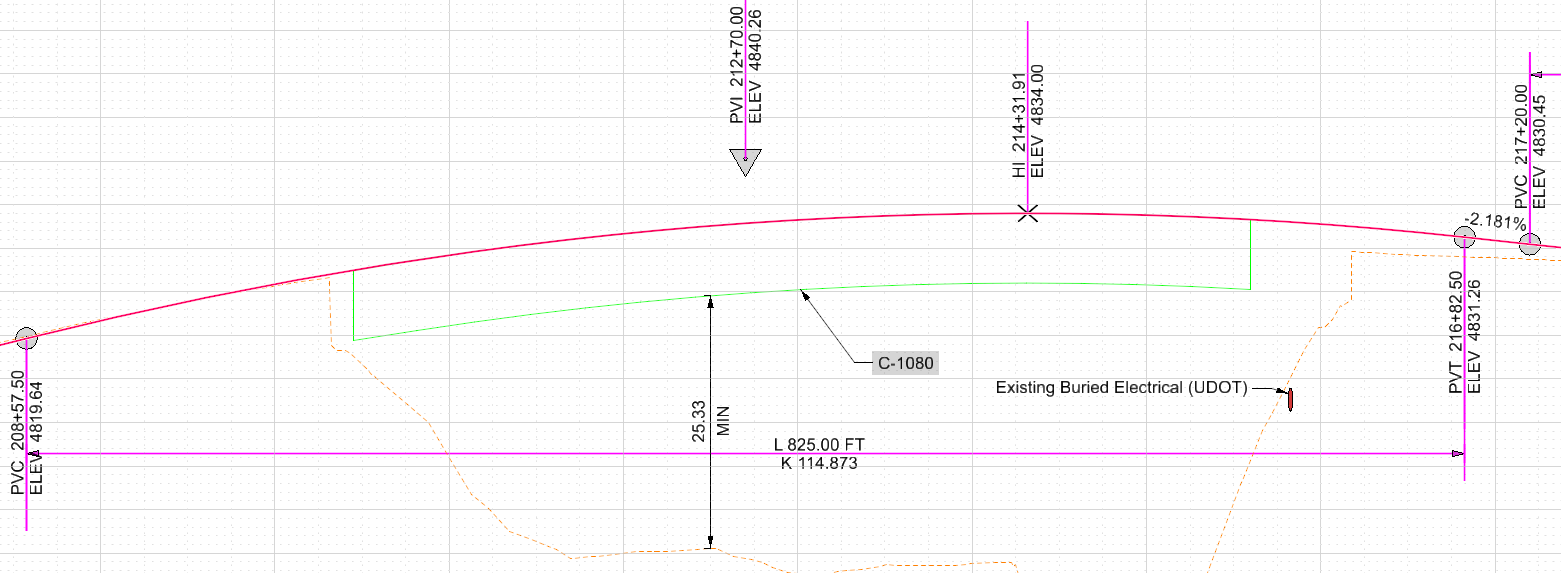 PVI 212+70.00
ELEV 4840.26
HI 214+31.91
ELEV 4834.00
PVC 217+20.00
ELEV 4830.45
-2.181%
PVC 208+57.50
ELEV 4819.64
C-1080
Existing Buried Electrical (UDOT)
25.33
MIN
L 825.00 FT
K 114.873
PVT 216+82.50
ELEV 4831.26